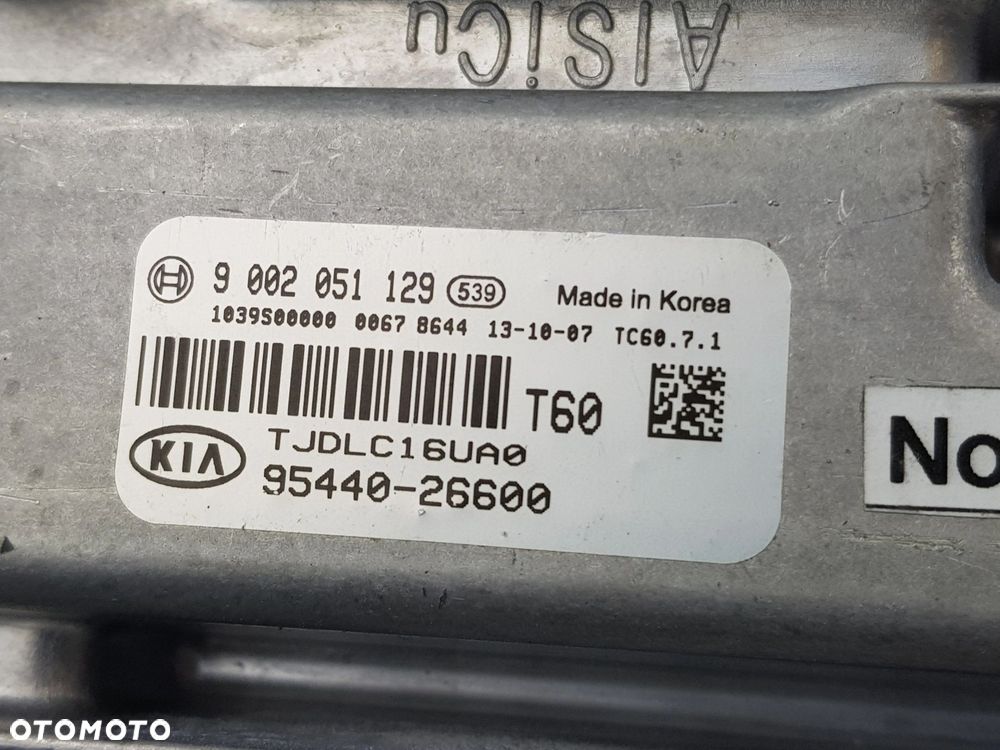 AlSiCu
9 002 051 129 539 Made in Korea
1039S00000 0067 8644 13-10-07 TC60.7.1
T60
KIA TJDLC16UA0
95440-26600
No
OTOMOTO